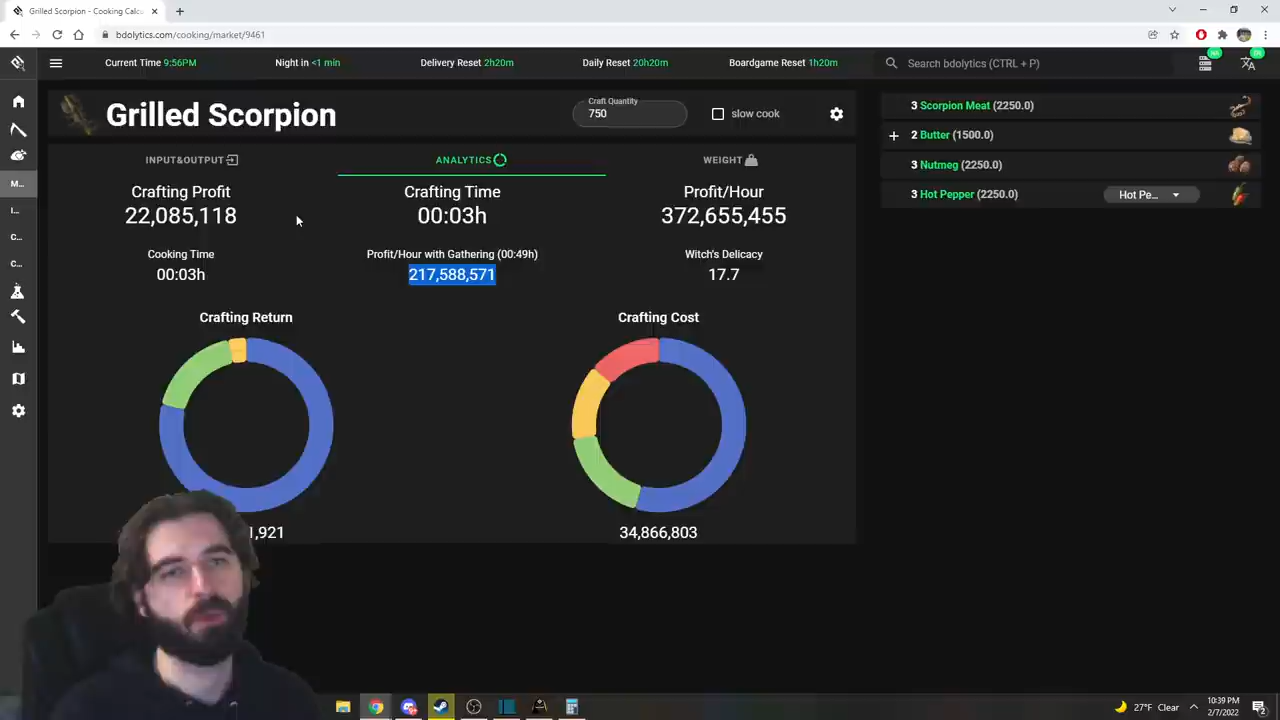 Grilled Scorpion - Cooking Calcu
bdolytics.com/cooking/market/9461
Current Time 9:56PM
Night in <1 min
Delivery Reset 2h20m
Daily Reset 20h20m
Boardgame Reset 1h20m
Search bdolytics (CTRL + P)
Grilled Scorpion
Craft Quantity
750
slow cook
INPUT&OUTPUT
ANALYTICS
WEIGHT
Crafting Profit
22,085,118
Crafting Time
00:03h
Profit/Hour
372,655,455
Cooking Time
00:03h
Profit/Hour with Gathering (00:49h)
217,588,571
Witch's Delicacy
17.7
Crafting Return
1,921
Crafting Cost
34,866,803
3 Scorpion Meat (2250.0)
2 Butter (1500.0)
3 Nutmeg (2250.0)
3 Hot Pepper (2250.0)
Hot Pe...
M...
I...
C...
C...
27°F Clear
10:39 PM
2/7/2022